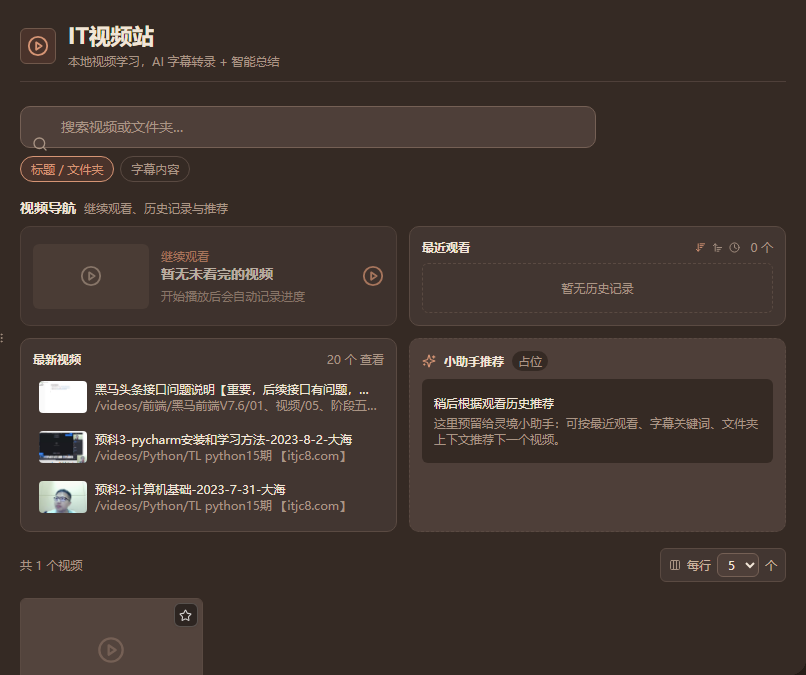 IT视频站
本地视频学习，AI 字幕转录 + 智能总结
搜索视频或文件夹...
标题 / 文件夹
字幕内容
视频导航 继续观看、历史记录与推荐
继续观看
暂无未看完的视频
开始播放后会自动记录进度
最近观看
0 个
暂无历史记录
最新视频
20 个 查看
黑马头条接口问题说明【重要，后续接口有问题，...
/videos/前端/黑马前端V7.6/01、视频/05、阶段五...
预科3-pycharm安装和学习方法-2023-8-2-大海
/videos/Python/TL python15期 【itjc8.com】
预科2-计算机基础-2023-7-31-大海
/videos/Python/TL python15期 【itjc8.com】
小助手推荐 占位
稍后根据观看历史推荐
这里预留给灵境小助手：可按最近观看、字幕关键词、文件夹
上下文推荐下一个视频。
共 1 个视频
每行 5 个